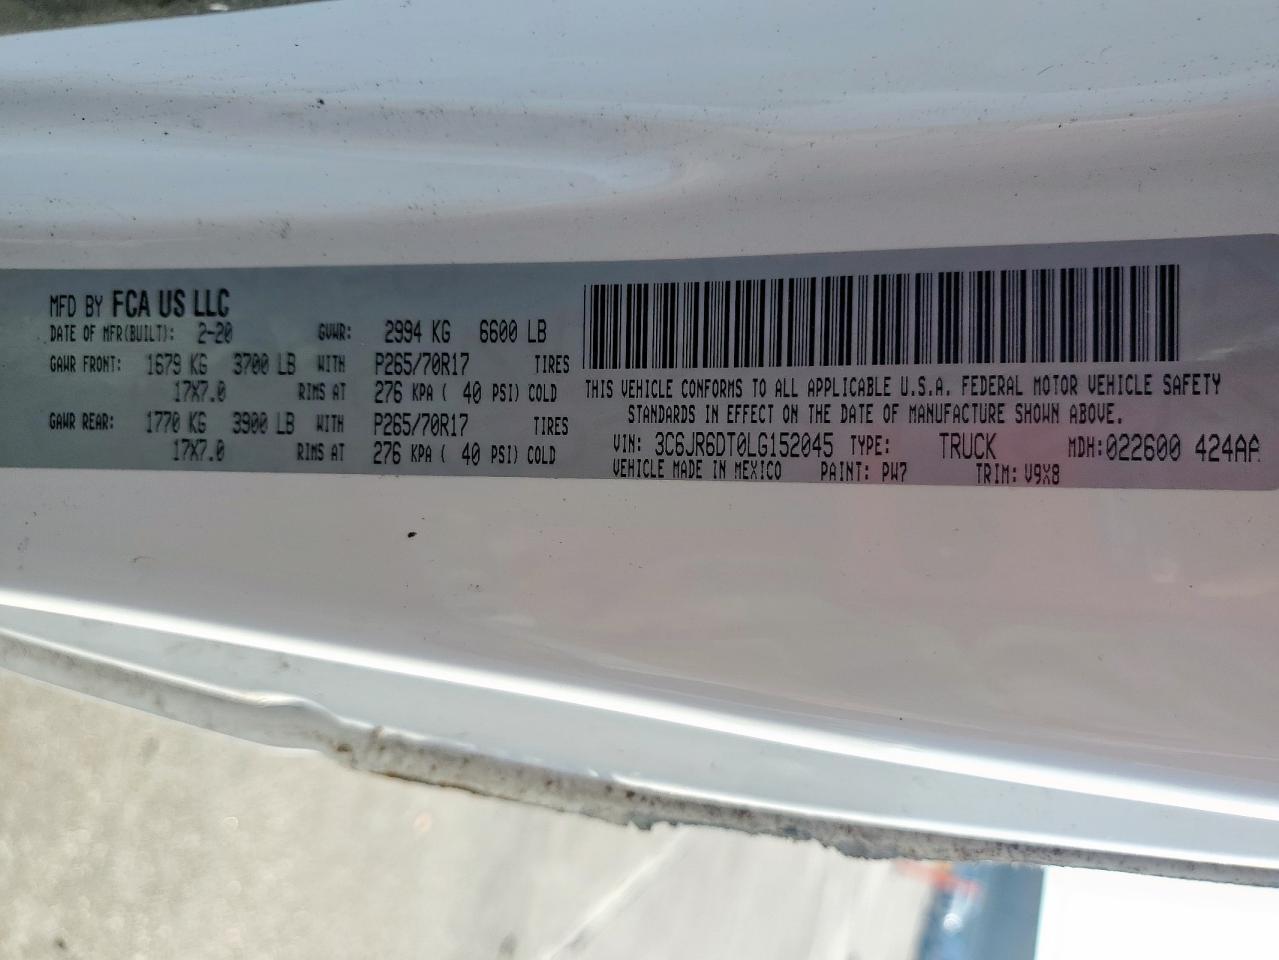 MFD BY FCA US LLC
DATE OF MFR(BUILT): 2-20 GVWR: 2994 KG 6600 LB
GAWR FRONT: 1679 KG 3700 LB WITH P265/70R17 TIRES
17X7.0 RIMS AT 276 KPA ( 40 PSI) COLD
GAWR REAR: 1770 KG 3900 LB WITH P265/70R17 TIRES
17X7.0 RIMS AT 276 KPA ( 40 PSI) COLD
THIS VEHICLE CONFORMS TO ALL APPLICABLE U.S.A. FEDERAL MOTOR VEHICLE SAFETY
STANDARDS IN EFFECT ON THE DATE OF MANUFACTURE SHOWN ABOVE.
VIN: 3C6JR6DT0LG152045 TYPE: TRUCK MDH:022600 424AA
VEHICLE MADE IN MEXICO PAINT: PW7 TRIM: V9X8